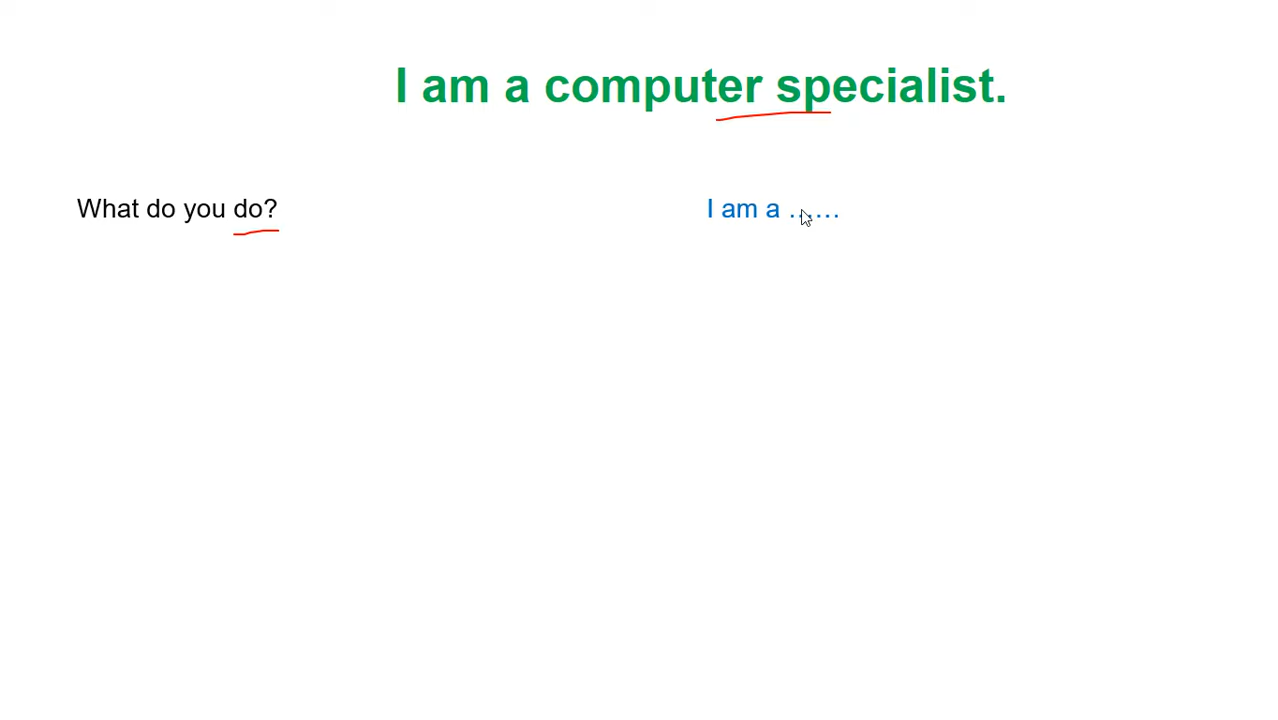 I am a computer specialist.
What do you do?
I am a ......